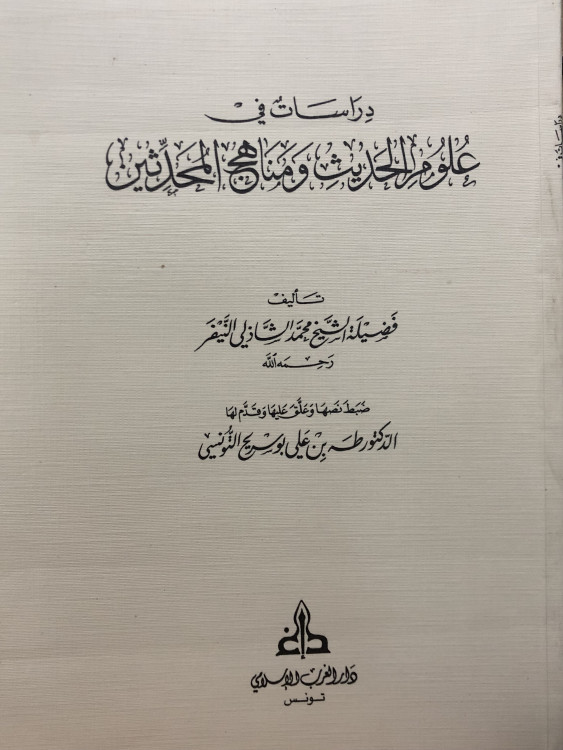 دراسات في
علوم الحديث ومناهج المحدثين
تأليف
فضيلة الشيخ محمد الشاذلي النيفر
رحمه الله
ضبط نصها وعلق عليها وقدم لها
الدكتور طه بن علي بوسريح التونسي
دار الغرب الإسلامي
تونس